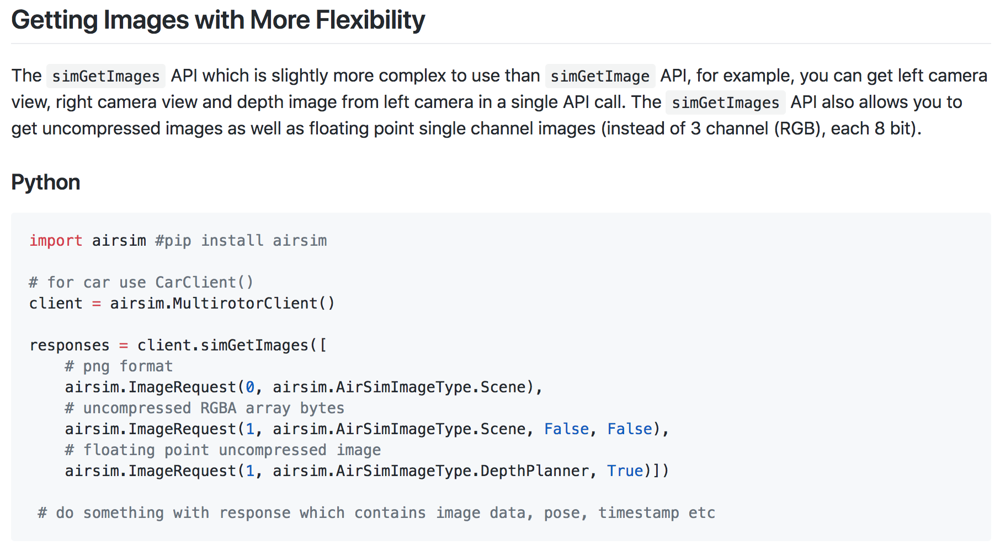 Getting Images with More Flexibility
The simGetImages API which is slightly more complex to use than simGetImage API, for example, you can get left camera
view, right camera view and depth image from left camera in a single API call. The simGetImages API also allows you to
get uncompressed images as well as floating point single channel images (instead of 3 channel (RGB), each 8 bit).
Python
import airsim #pip install airsim
# for car use CarClient()
client = airsim.MultirotorClient()
responses = client.simGetImages([
    # png format
    airsim.ImageRequest(0, airsim.AirSimImageType.Scene),
    # uncompressed RGBA array bytes
    airsim.ImageRequest(1, airsim.AirSimImageType.Scene, False, False),
    # floating point uncompressed image
    airsim.ImageRequest(1, airsim.AirSimImageType.DepthPlanner, True)])
 # do something with response which contains image data, pose, timestamp etc